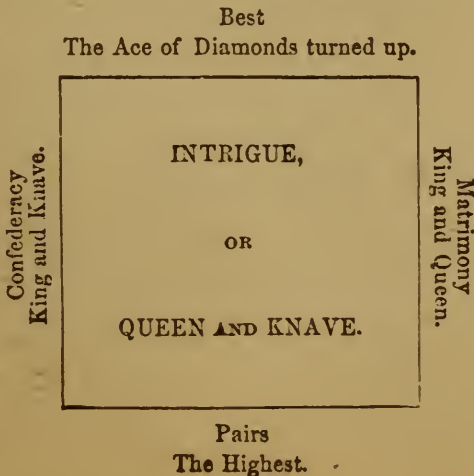 Best
The Ace of Diamonds turned up.
Confederacy
King and Knave.
INTRIGUE,
OR
QUEEN AND KNAVE.
Matrimony
King and Queen.
Pairs
The Highest.